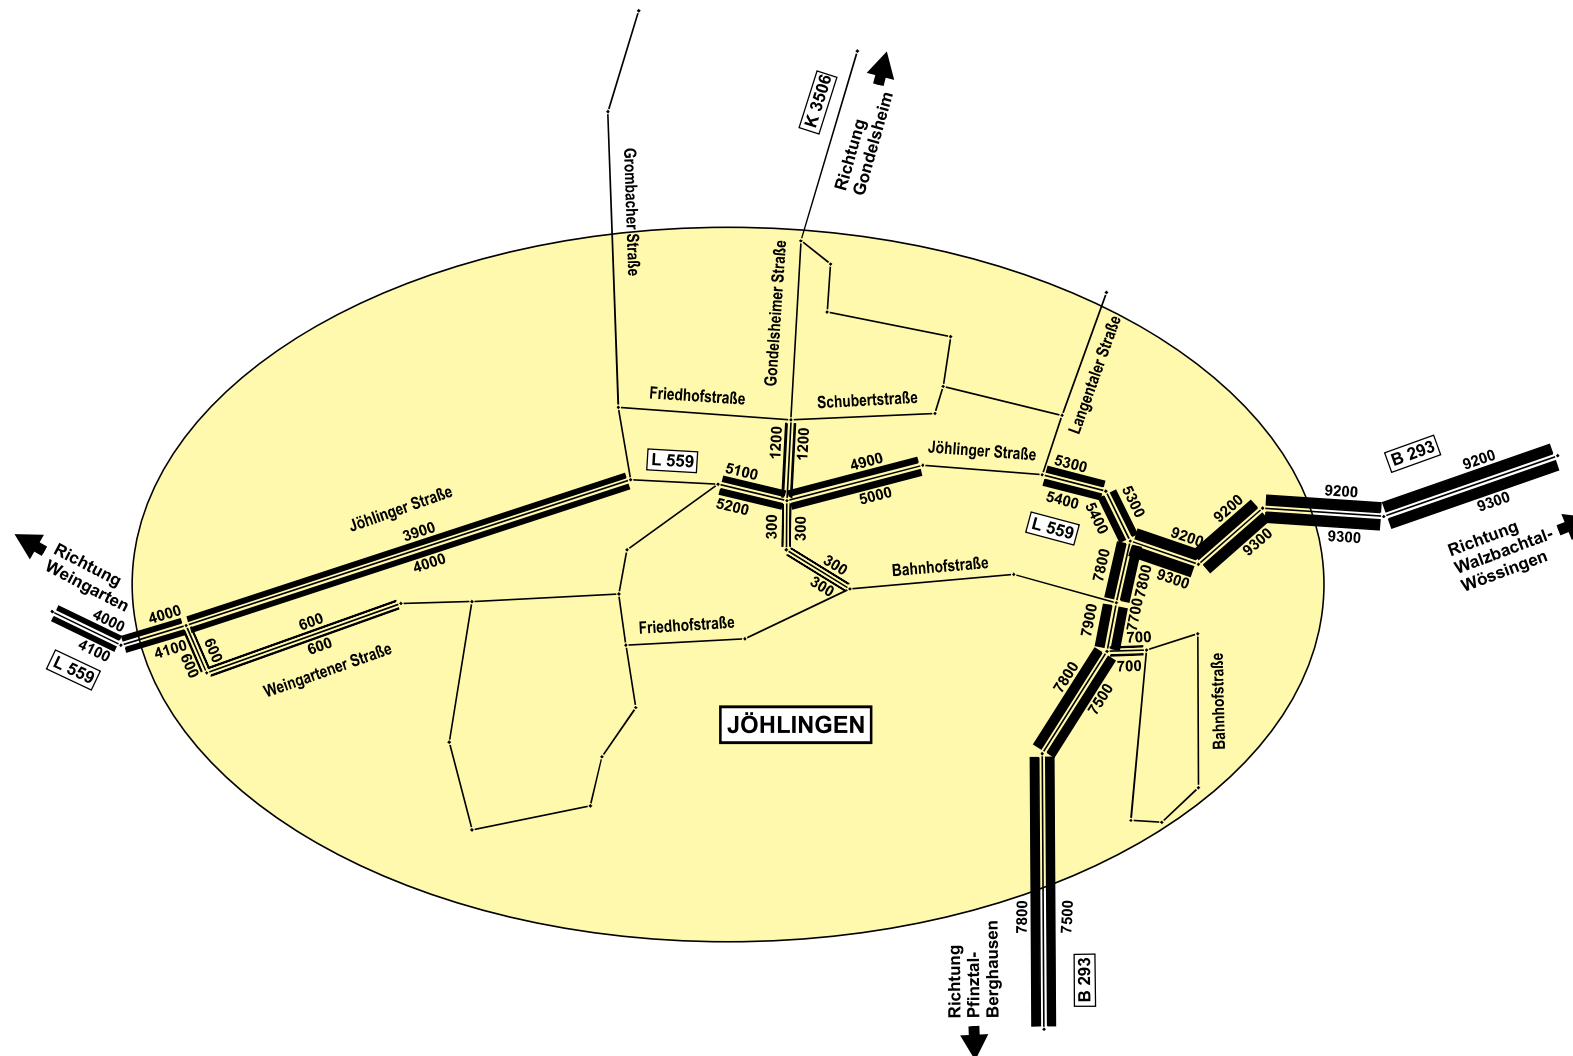 K 3506
Richtung
Gondelsheim
Grombacher Straße
Gondelsheimer Straße
Langentaler Straße
Friedhofstraße
Schubertstraße
1200
1200
Jöhlinger Straße
L 559
5100
5200
4900
5000
5300
5400
5300
5400
L 559
B 293
9200
9300
9200
9300
9200
9300
9200
9300
Richtung
Walzbachtal-
Wössingen
Jöhlinger Straße
3900
4000
300
300
300
300
Bahnhofstraße
7800
7800
7900
7700
700
700
7800
7500
Bahnhofstraße
Richtung
Weingarten
4000
4100
4000
4100
L 559
600
600
600
600
Weingartener Straße
Friedhofstraße
JÖHLINGEN
7800
7500
Richtung
Pfinztal-
Berghausen
B 293